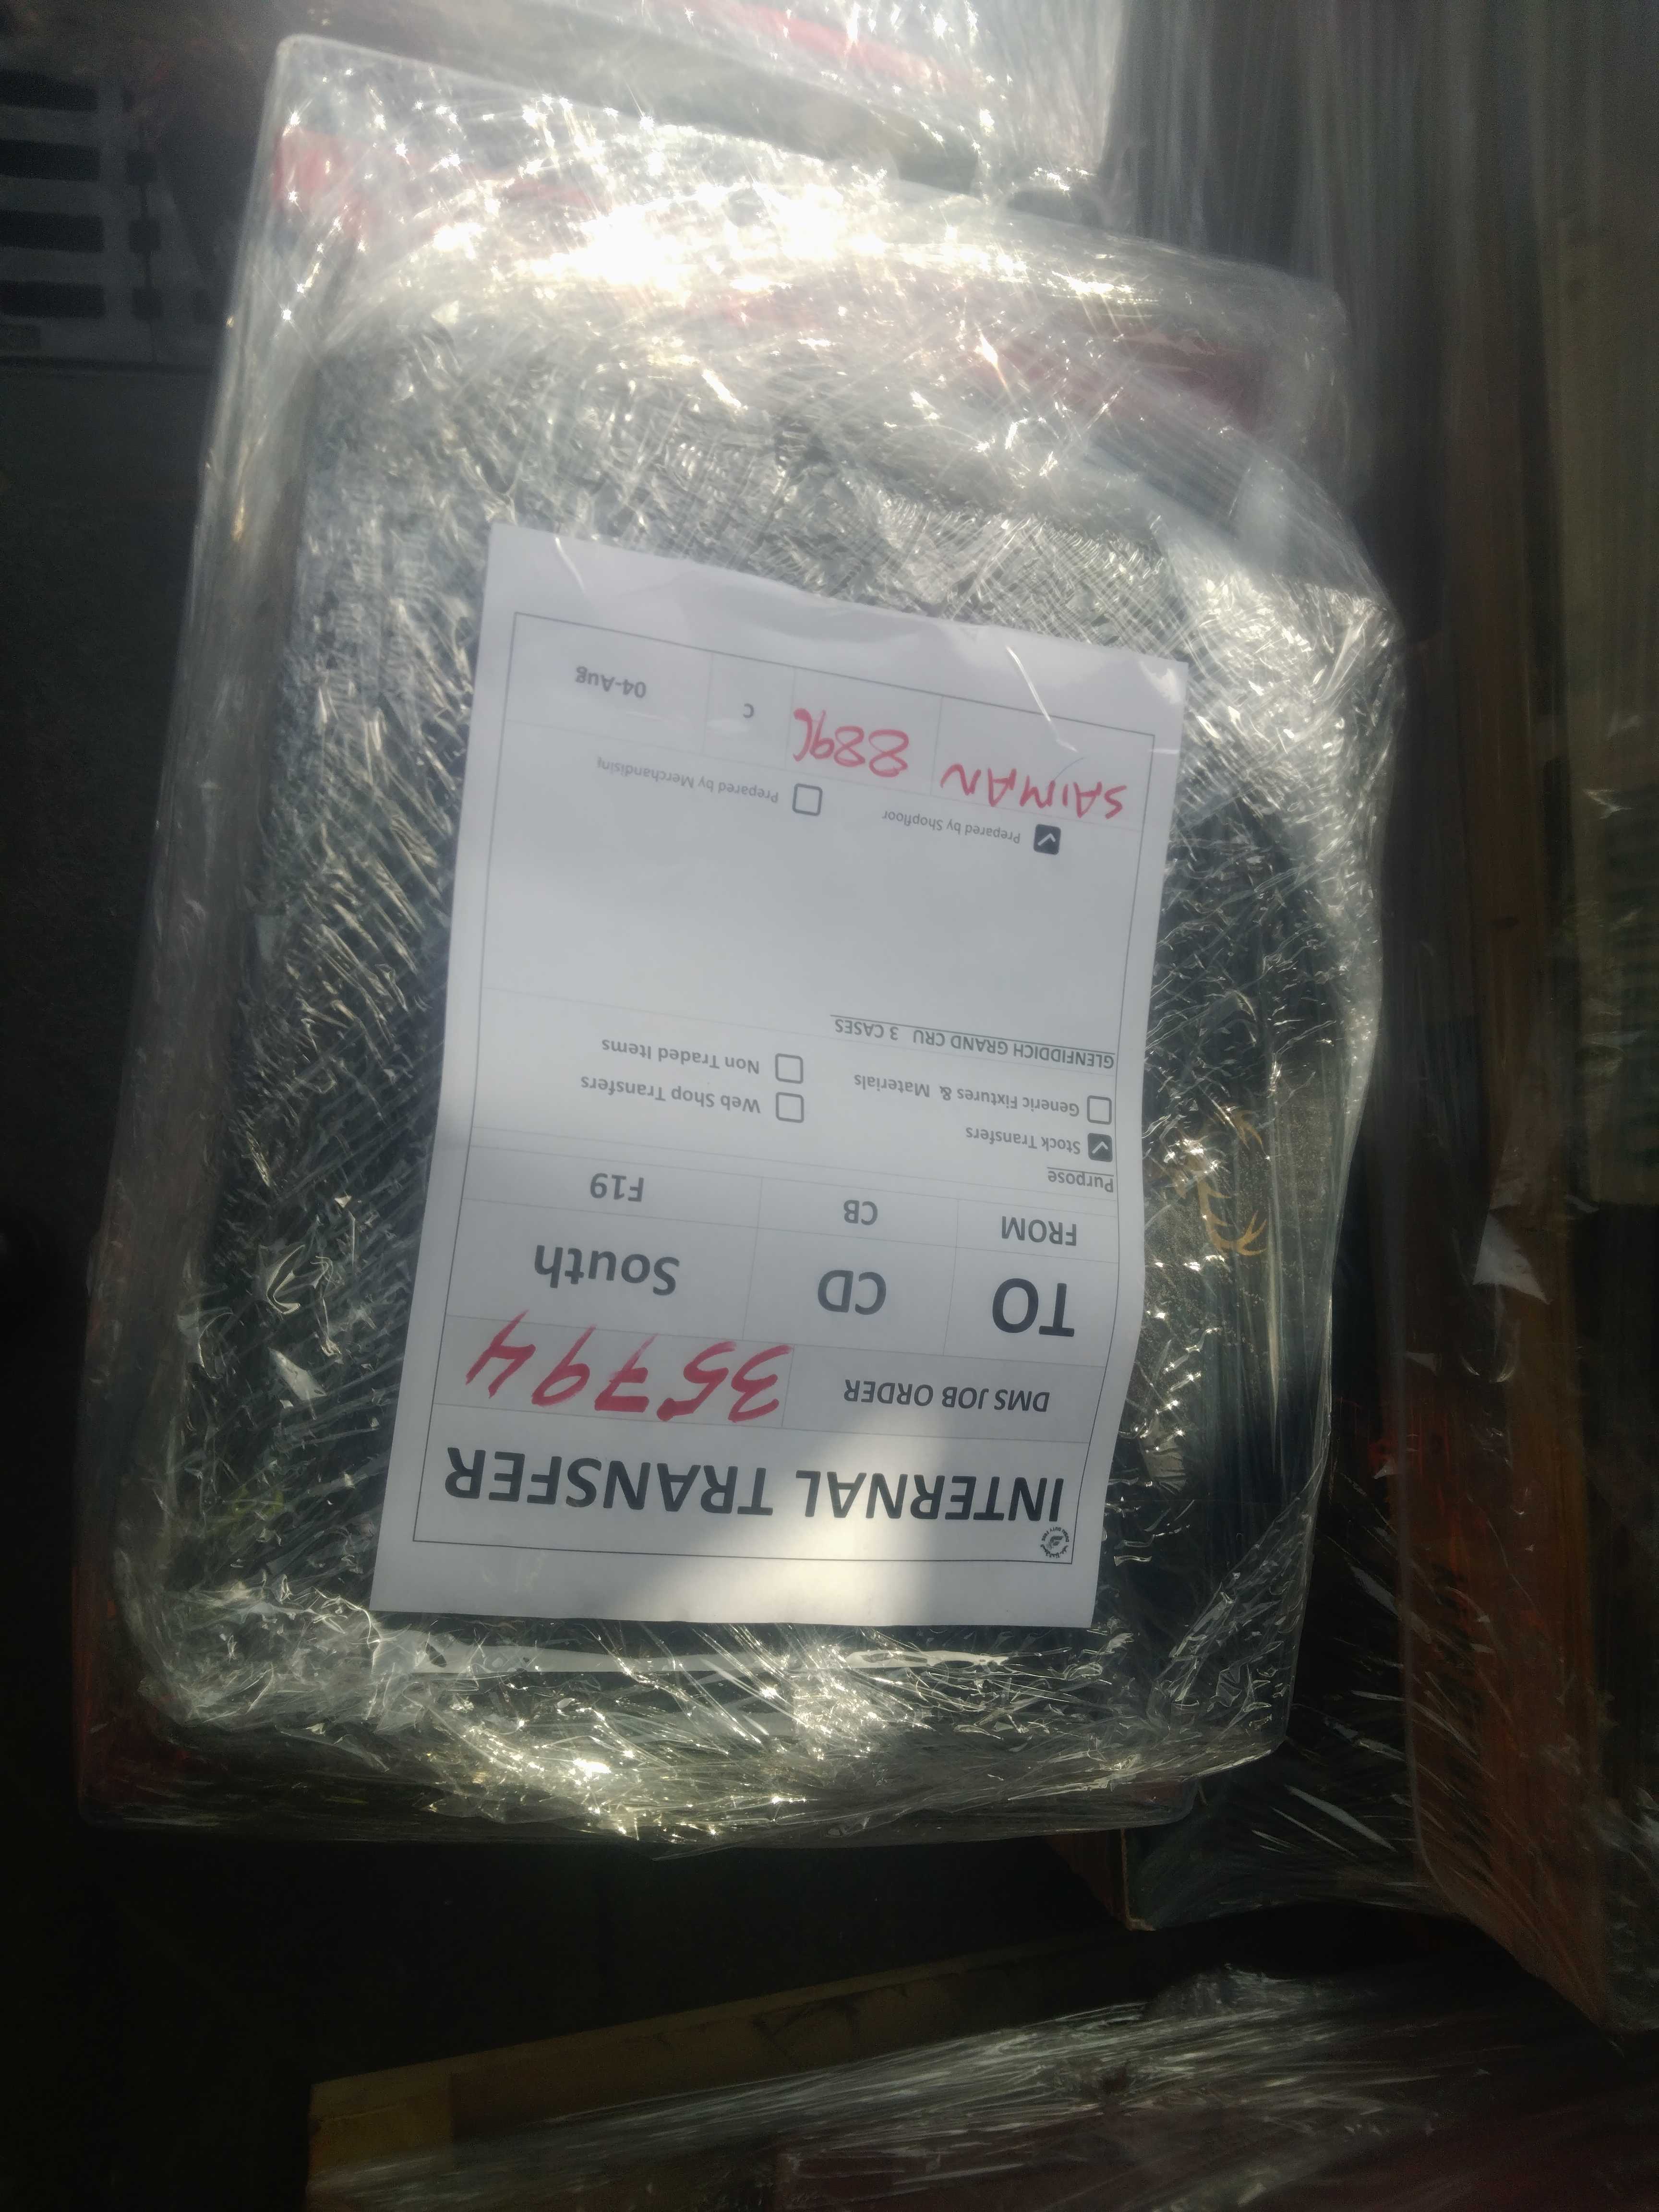 INTERNAL TRANSFER
DMS JOB ORDER 35794
TO CD South
FROM CB F19
Purpose
Stock Transfers Web Shop Transfers
Generic Fixtures & Materials Non Traded Items
GLENFIDDICH GRAND CRU 3 CASES
Prepared by Shopfloor Prepared by Merchandising
SAIMAN C 04-Aug